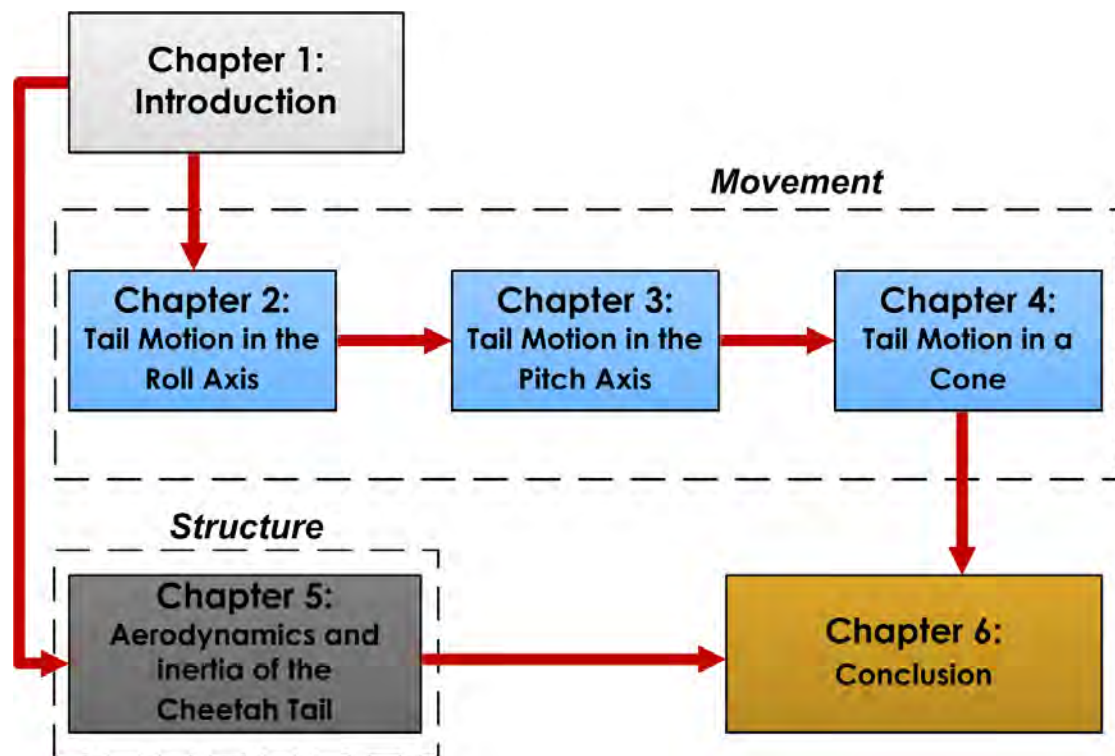 Chapter 1:
Introduction
Movement
Chapter 2:
Tail Motion in the
Roll Axis
Chapter 3:
Tail Motion in the
Pitch Axis
Chapter 4:
Tail Motion in a
Cone
Structure
Chapter 5:
Aerodynamics and
inertia of the
Cheetah Tail
Chapter 6:
Conclusion